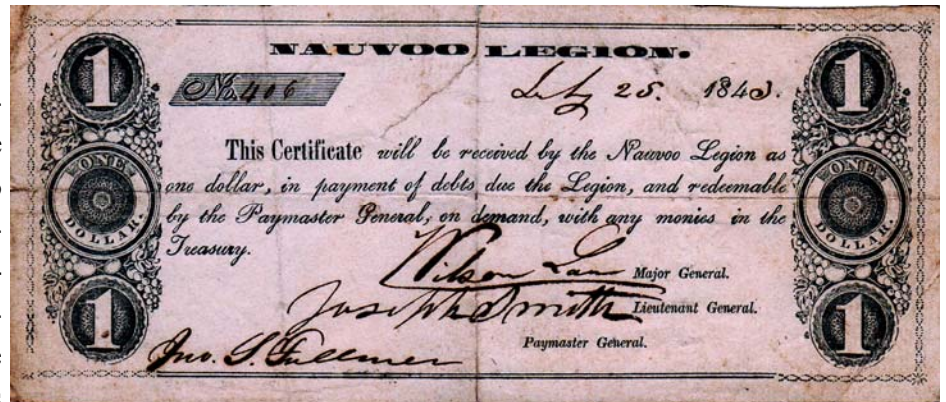 NAUVOO LEGION.
1
1
No. 406
July 25. 1843.
This Certificate will be received by the Nauvoo Legion as
one dollar, in payment of debts due the Legion, and redeemable
by the Paymaster General, on demand, with any monies in the
Treasury.
ONE DOLLAR.
ONE DOLLAR.
Wilson Law Major General.
Joseph Smith Lieutenant General.
Paymaster General.
Jno. S. Fullmer
1
1